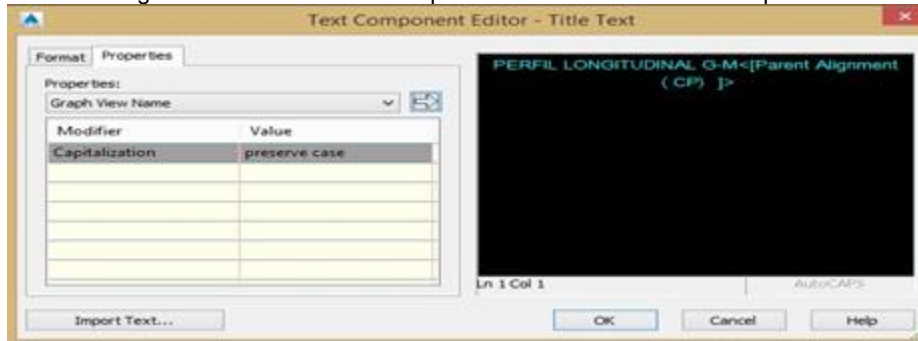 Text Component Editor - Title Text
Format
Properties
Properties:
Graph View Name
Modifier Value
Capitalization preserve case
PERFIL LONGITUDINAL G-M<[Parent Alignment
(CP) ]>
Ln 1 Col 1
AutoCAPS
Import Text...
OK
Cancel
Help